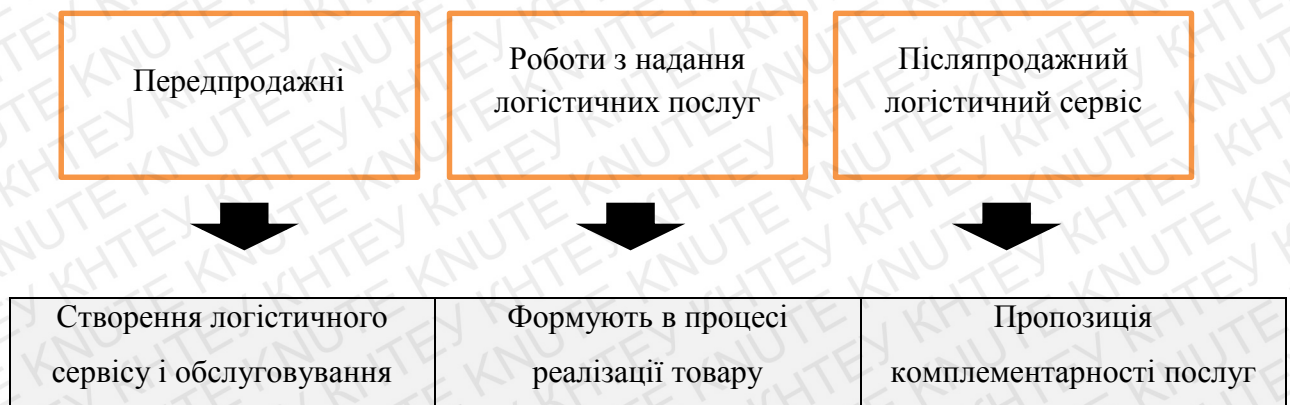 Передпродажні
Роботи з надання
логістичних послуг
Післяпродажний
логістичний сервіс
Створення логістичного
сервісу і обслуговування
Формують в процесі
реалізації товару
Пропозиція
комплементарності послуг